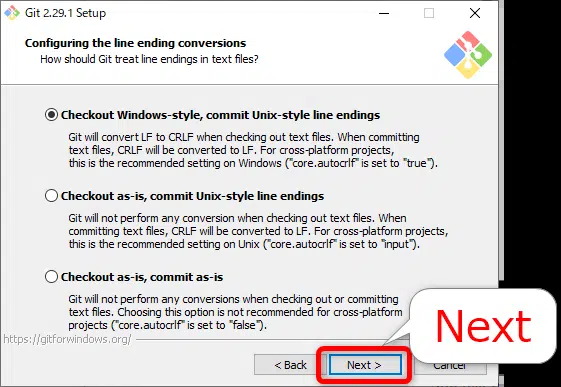 Git 2.29.1 Setup
Configuring the line ending conversions
How should Git treat line endings in text files?
Checkout Windows-style, commit Unix-style line endings
Git will convert LF to CRLF when checking out text files. When committing
text files, CRLF will be converted to LF. For cross-platform projects,
this is the recommended setting on Windows ("core.autocrlf" is set to "true").
Checkout as-is, commit Unix-style line endings
Git will not perform any conversion when checking out text files. When
committing text files, CRLF will be converted to LF. For cross-platform projects,
this is the recommended setting on Unix ("core.autocrlf" is set to "input").
Checkout as-is, commit as-is
Git will not perform any conversions when checking out or committing
text files. Choosing this option is not recommended for cross-platform
projects ("core.autocrlf" is set to "false").
Next
https://gitforwindows.org/
< Back
Next >
Cancel